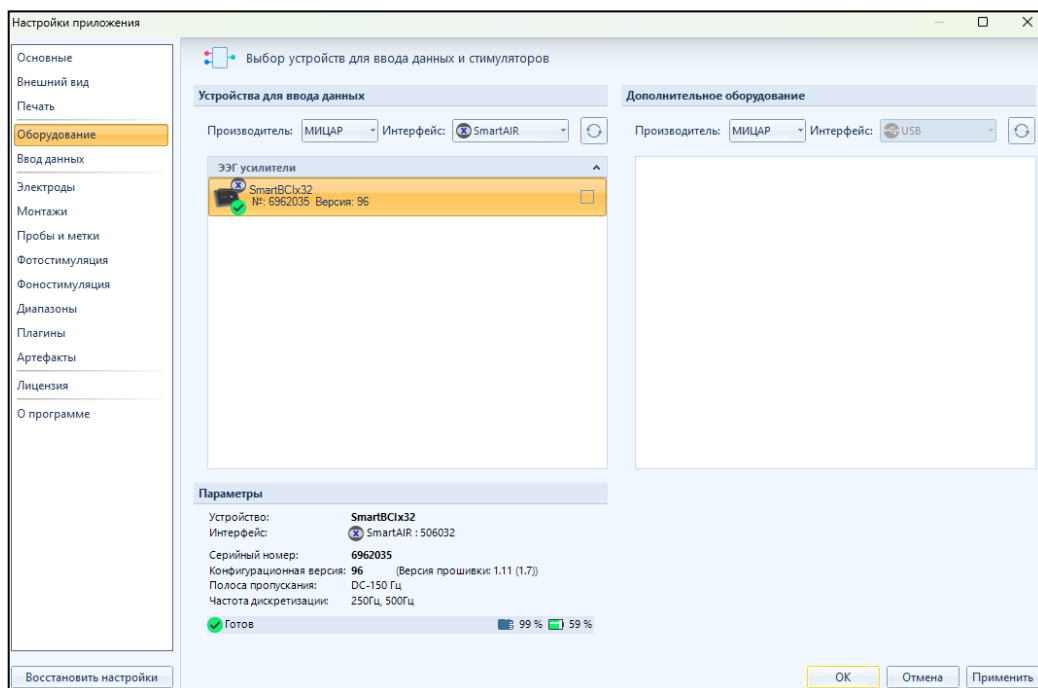 Настройки приложения
Основные
Внешний вид
Печать
Оборудование
Ввод данных
Электроды
Монтажи
Пробы и метки
Фотостимуляция
Фоностимуляция
Диапазоны
Плагины
Артефакты
Лицензия
О программе
Восстановить настройки
Выбор устройств для ввода данных и стимуляторов
Устройства для ввода данных
Производитель: МИЦАР Интерфейс: SmartAIR
ЭЭГ усилители
SmartBCIx32
№: 6962035 Версия: 96
Дополнительное оборудование
Производитель: МИЦАР Интерфейс: USB
Параметры
Устройство: SmartBCIx32
Интерфейс: SmartAIR : 506032
Серийный номер: 6962035
Конфигурационная версия: 96 (Версия прошивки: 1.11 (1.7))
Полоса пропускания: DC-150 Гц
Частота дискретизации: 250Гц, 500Гц
Готов 99 % 59 %
OK Отмена Применить